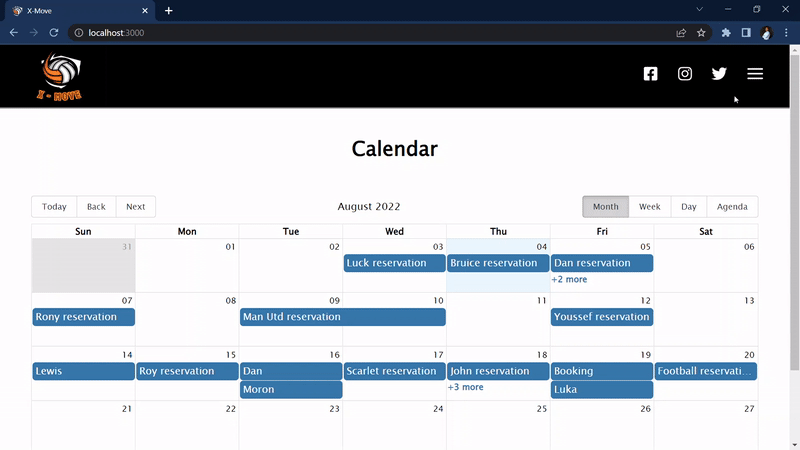 X-Move
localhost:3000
X - MOVE
Calendar
Today Back Next August 2022 Month Week Day Agenda
Sun Mon Tue Wed Thu Fri Sat
31 01 02 03 04 05 06
Luck reservation Bruice reservation Dan reservation
+2 more
07 08 09 10 11 12 13
Rony reservation Man Utd reservation Youssef reservation
14 15 16 17 18 19 20
Lewis Roy reservation Dan Scarlet reservation John reservation Booking Football reservati...
Moron +3 more Luka
21 22 23 24 25 26 27